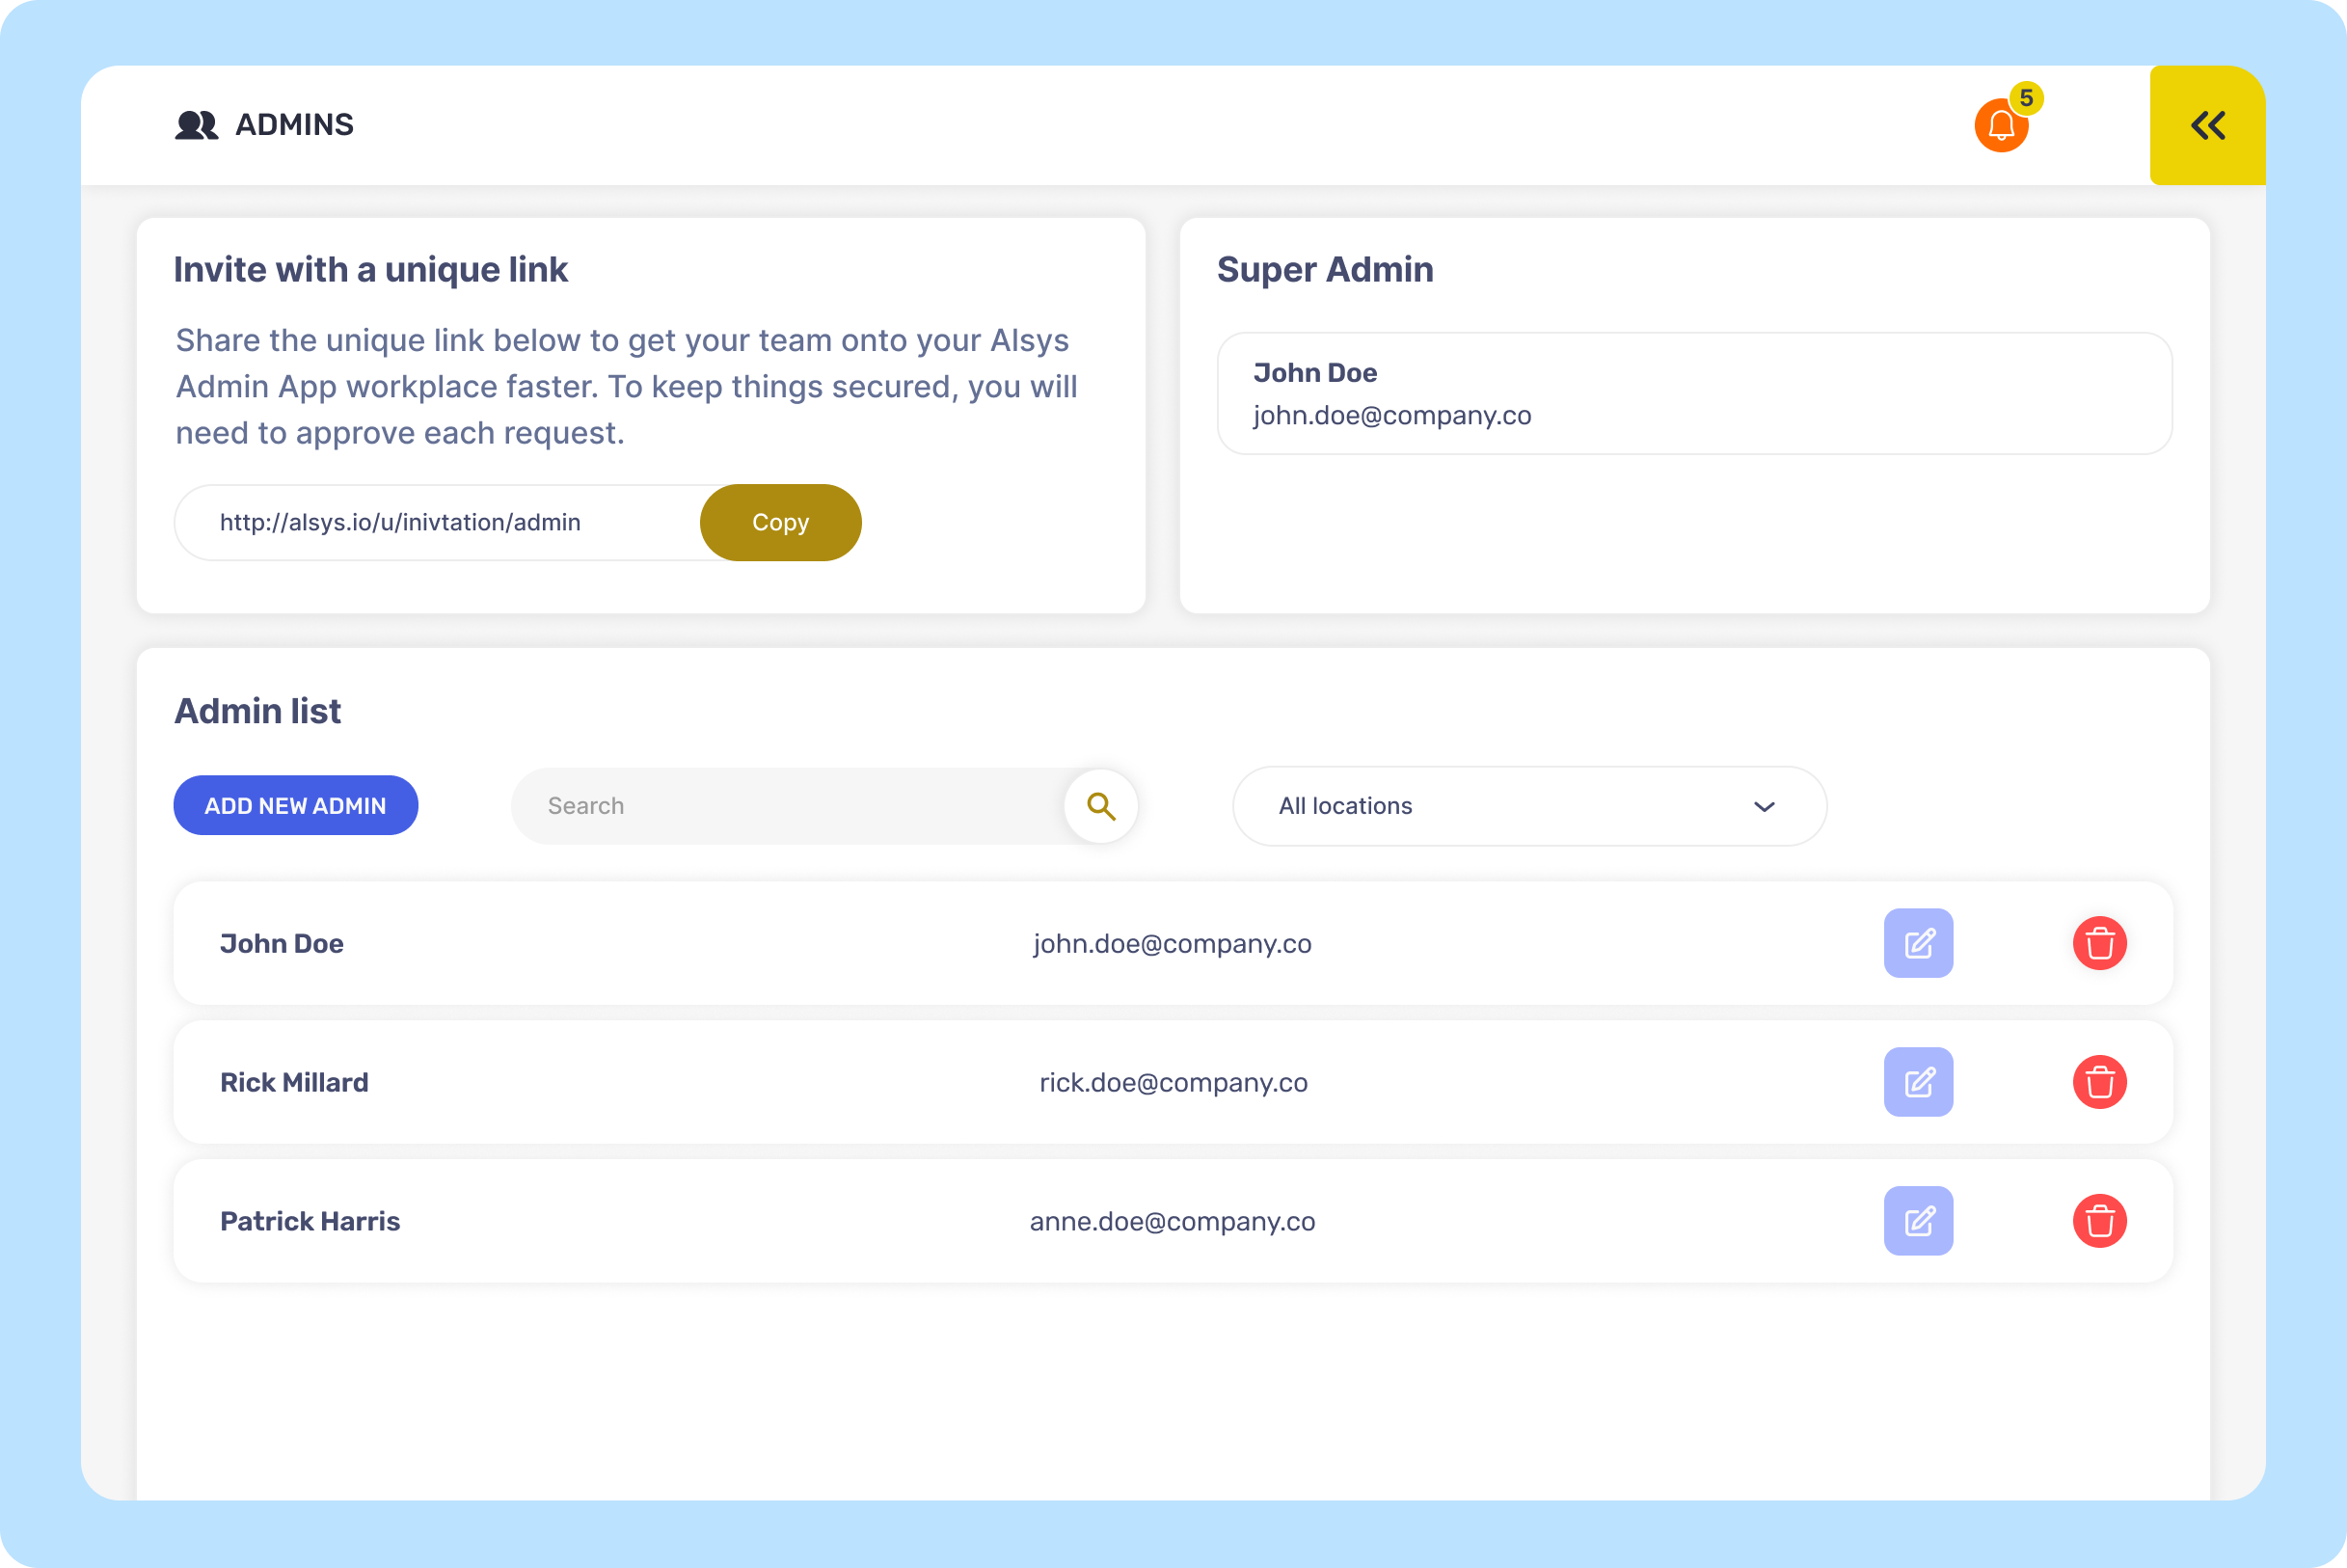 ADMINS
5
Invite with a unique link
Share the unique link below to get your team onto your Alsys
Admin App workplace faster. To keep things secured, you will
need to approve each request.
http://alsys.io/u/inivtation/admin
Copy
Super Admin
John Doe
john.doe@company.co
Admin list
ADD NEW ADMIN
Search
All locations
John Doe
john.doe@company.co
Rick Millard
rick.doe@company.co
Patrick Harris
anne.doe@company.co